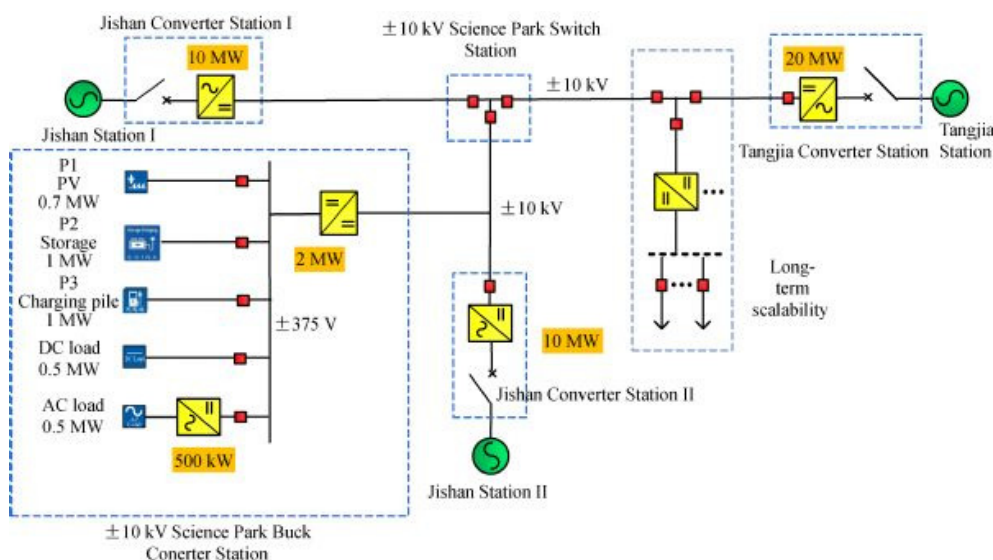 Jishan Converter Station I
10 MW
±10 kV Science Park Switch
Station
20 MW
±10 kV
Jishan Station I
Tangjia Converter Station
Tangjia
Station
P1
PV
0.7 MW
P2
Storage
1 MW
P3
Charging pile
1 MW
DC load
0.5 MW
AC load
0.5 MW
500 kW
±375 V
2 MW
±10 kV
10 MW
Jishan Converter Station II
Jishan Station II
Long-
term
scalability
±10 kV Science Park Buck
Conerter Station